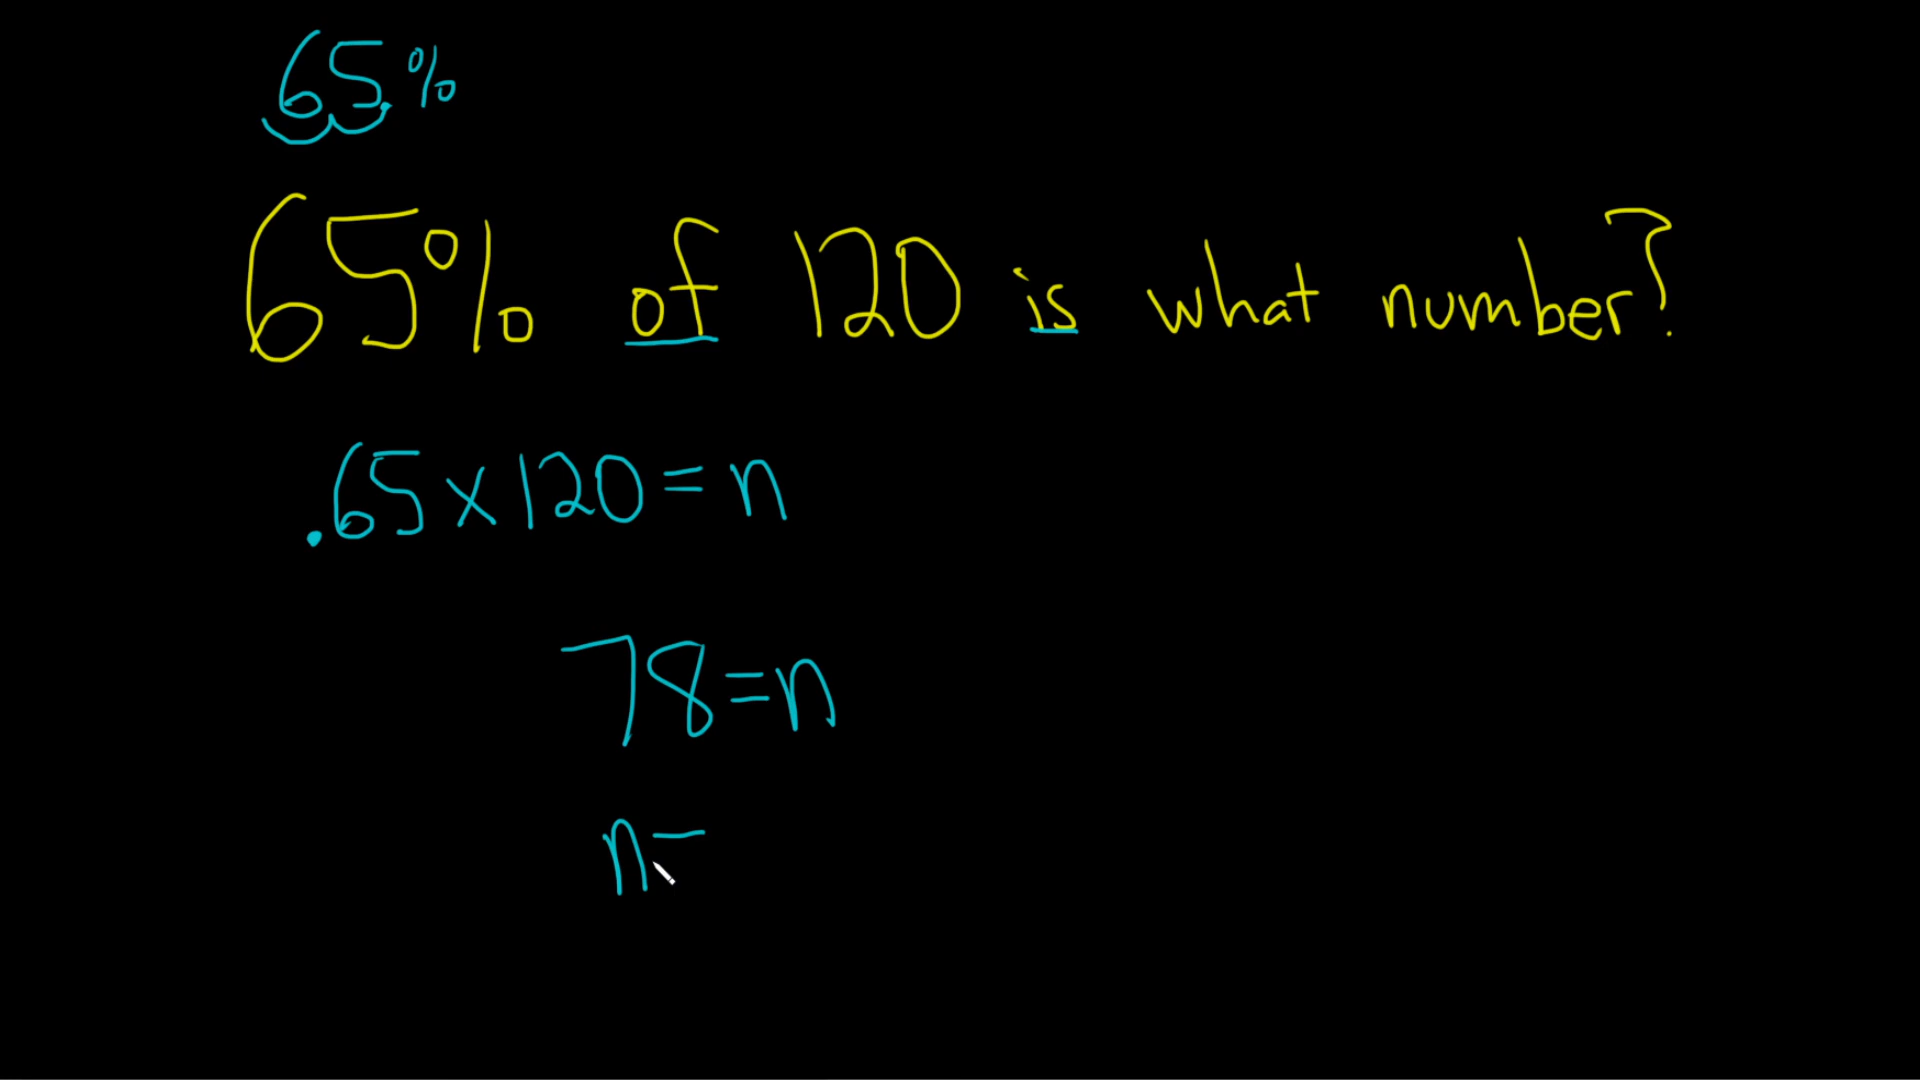 65.%
65% of 120 is what number?
.65×120=n
78=n
n-